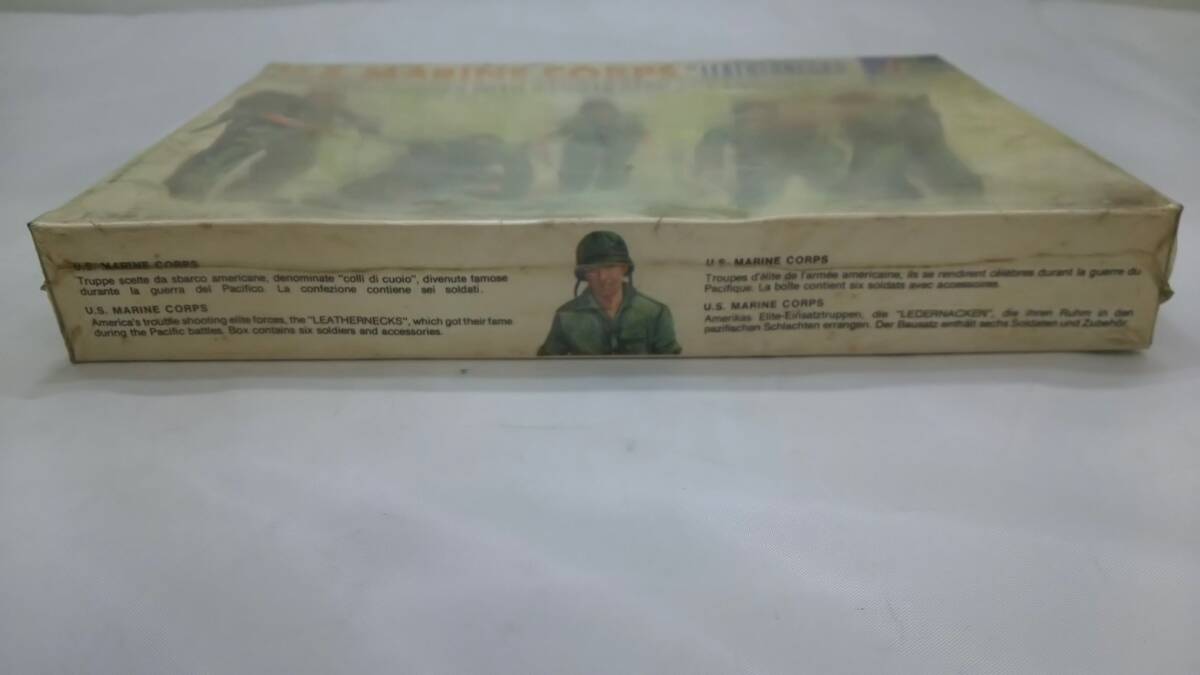 U.S. MARINE CORPS
U.S. MARINE CORPS
Truppe scelte da sbarco americane, denominate "colli di cuoio", divenute famose
durante la guerra del Pacifico. La confezione contiene sei soldati.
U.S. MARINE CORPS
America's trouble shooting elite forces, the "LEATHERNECKS", which got their fame
during the Pacific battles. Box contains six soldiers and accessories.
U.S. MARINE CORPS
Troupes d'élite de l'armée americaine, ils se rendirent célèbres durant la guerre du
Pacifique. La boîte contient six soldats avec accessoires.
U.S. MARINE CORPS
Amerikas Elite-Einsatztruppen, die "LEDERNACKEN", die ihren Ruhm in den
pazifischen Schlachten errangen. Der Bausatz enthält sechs Soldaten und Zubehör.